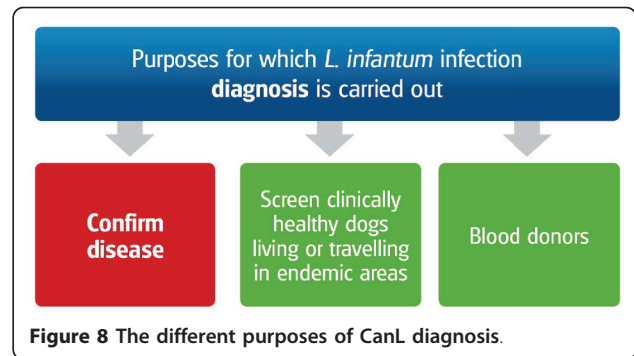 Purposes for which L. infantum infection
diagnosis is carried out
Confirm
disease
Screen clinically
healthy dogs
living or travelling
in endemic areas
Blood donors
Figure 8 The different purposes of CanL diagnosis.